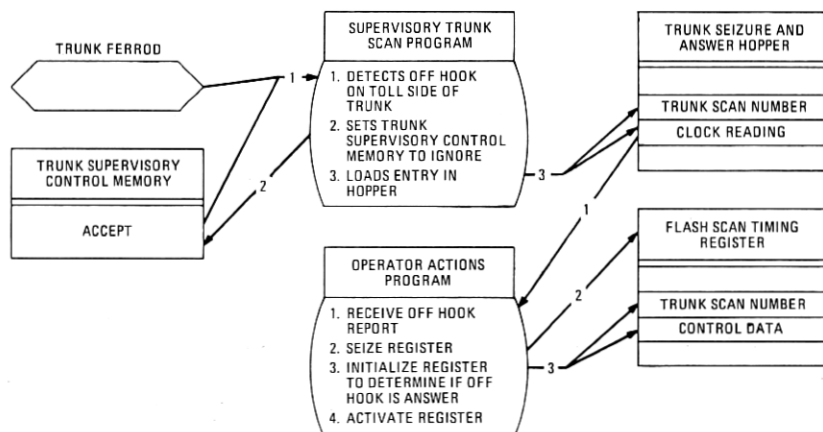 TRUNK FERROD
TRUNK SUPERVISORY
CONTROL MEMORY
ACCEPT
1
2
SUPERVISORY TRUNK
SCAN PROGRAM
1. DETECTS OFF HOOK
ON TOLL SIDE OF
TRUNK
2. SETS TRUNK
SUPERVISORY CONTROL
MEMORY TO IGNORE
3. LOADS ENTRY IN
HOPPER
3
TRUNK SEIZURE AND
ANSWER HOPPER
TRUNK SCAN NUMBER
CLOCK READING
1
OPERATOR ACTIONS
PROGRAM
1. RECEIVE OFF HOOK
REPORT
2. SEIZE REGISTER
3. INITIALIZE REGISTER
TO DETERMINE IF OFF
HOOK IS ANSWER
4. ACTIVATE REGISTER
2
3
FLASH SCAN TIMING
REGISTER
TRUNK SCAN NUMBER
CONTROL DATA